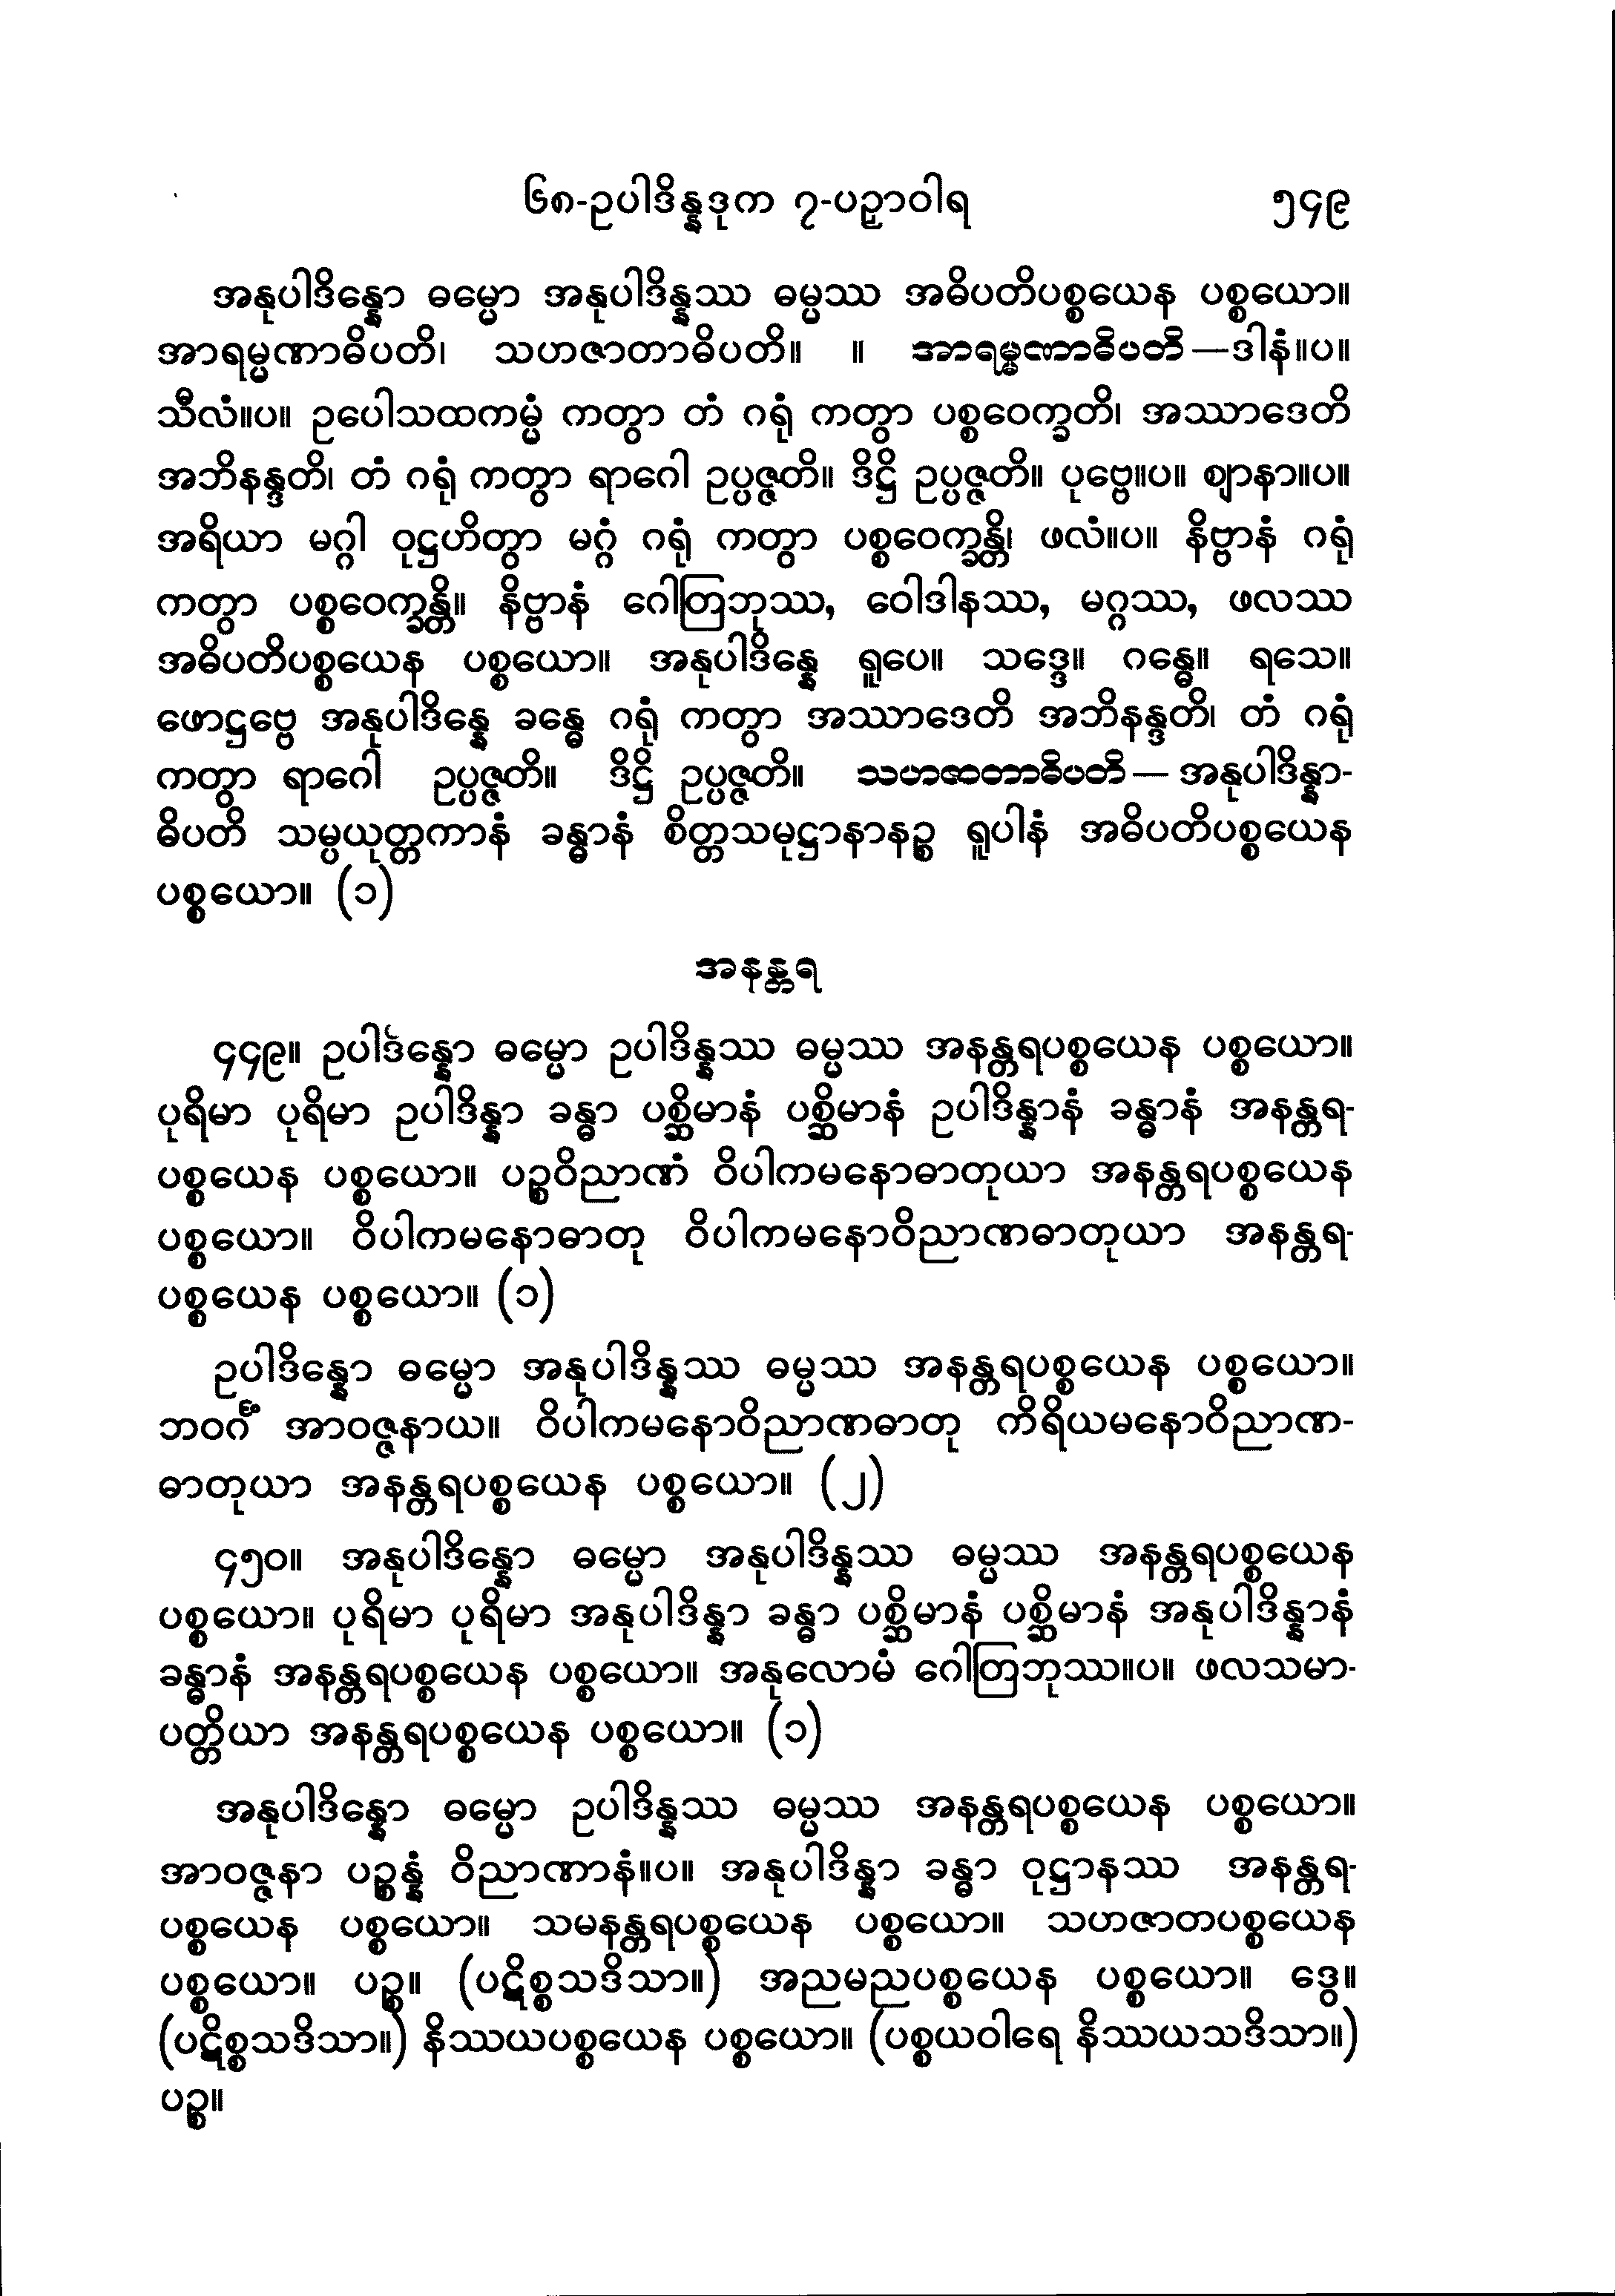 ၆၈-ဥပါဒိန္နဒုက ၇-ပဉှာဝါရ ၅၄၉
အနုပါဒိန္နော ဓမ္မော အနုပါဒိန္နဿ ဓမ္မဿ အဓိပတိပစ္စယေန ပစ္စယော။
အာရမ္မဏာဓိပတိ၊ သဟဇာတာဓိပတိ။ ။ အာရမ္မဏာဓိပတိ—ဒါနံ။ပ။
သီလံ။ပ။ ဥပေါသထကမ္မံ ကတွာ တံ ဂရုံ ကတွာ ပစ္စဝေက္ခတိ၊ အဿာဒေတိ
အဘိနန္ဒတိ၊ တံ ဂရုံ ကတွာ ရာဂေါ ဥပ္ပဇ္ဇတိ။ ဒိဋ္ဌိ ဥပ္ပဇ္ဇတိ။ ပုဗ္ဗေ။ပ။ ဈာနာ။ပ။
အရိယာ မဂ္ဂါ ဝုဋ္ဌဟိတွာ မဂ္ဂံ ဂရုံ ကတွာ ပစ္စဝေက္ခန္တိ၊ ဖလံ။ပ။ နိဗ္ဗာနံ ဂရုံ
ကတွာ ပစ္စဝေက္ခန္တိ။ နိဗ္ဗာနံ ဂေါတြဘုဿ, ဝေါဒါနဿ, မဂ္ဂဿ, ဖလဿ
အဓိပတိပစ္စယေန ပစ္စယော။ အနုပါဒိန္နေ ရူပေ။ သဒ္ဒေ။ ဂန္ဓေ။ ရသေ။
ဖောဋ္ဌဗ္ဗေ အနုပါဒိန္နေ ခန္ဓေ ဂရုံ ကတွာ အဿာဒေတိ အဘိနန္ဒတိ၊ တံ ဂရုံ
ကတွာ ရာဂေါ ဥပ္ပဇ္ဇတိ။ ဒိဋ္ဌိ ဥပ္ပဇ္ဇတိ။ သဟဇာတာဓိပတိ—အနုပါဒိန္နာ-
ဓိပတိ သမ္ပယုတ္တကာနံ ခန္ဓာနံ စိတ္တသမုဋ္ဌာနာနဉ္စ ရူပါနံ အဓိပတိပစ္စယေန
ပစ္စယော။ (၁)
အနန္တရ
၄၄၉။ ဥပါဒိန္နော ဓမ္မော ဥပါဒိန္နဿ ဓမ္မဿ အနန္တရပစ္စယေန ပစ္စယော။
ပုရိမာ ပုရိမာ ဥပါဒိန္နာ ခန္ဓာ ပစ္ဆိမာနံ ပစ္ဆိမာနံ ဥပါဒိန္နာနံ ခန္ဓာနံ အနန္တရ-
ပစ္စယေန ပစ္စယော။ ပဉ္စဝိညာဏံ ဝိပါကမနောဓာတုယာ အနန္တရပစ္စယေန
ပစ္စယော။ ဝိပါကမနောဓာတု ဝိပါကမနောဝိညာဏဓာတုယာ အနန္တရ-
ပစ္စယေန ပစ္စယော။ (၁)
ဥပါဒိန္နော ဓမ္မော အနုပါဒိန္နဿ ဓမ္မဿ အနန္တရပစ္စယေန ပစ္စယော။
ဘဝင်္ဂံ အာဝဇ္ဇနာယ။ ဝိပါကမနောဝိညာဏဓာတု ကိရိယမနောဝိညာဏ-
ဓာတုယာ အနန္တရပစ္စယေန ပစ္စယော။ (၂)
၄၅၀။ အနုပါဒိန္နော ဓမ္မော အနုပါဒိန္နဿ ဓမ္မဿ အနန္တရပစ္စယေန
ပစ္စယော။ ပုရိမာ ပုရိမာ အနုပါဒိန္နာ ခန္ဓာ ပစ္ဆိမာနံ ပစ္ဆိမာနံ အနုပါဒိန္နာနံ
ခန္ဓာနံ အနန္တရပစ္စယေန ပစ္စယော။ အနုလောမံ ဂေါတြဘုဿ။ပ။ ဖလသမာ-
ပတ္တိယာ အနန္တရပစ္စယေန ပစ္စယော။ (၁)
အနုပါဒိန္နော ဓမ္မော ဥပါဒိန္နဿ ဓမ္မဿ အနန္တရပစ္စယေန ပစ္စယော။
အာဝဇ္ဇနာ ပဉ္စန္နံ ဝိညာဏာနံ။ပ။ အနုပါဒိန္နာ ခန္ဓာ ဝုဋ္ဌာနဿ အနန္တရ-
ပစ္စယေန ပစ္စယော။ သမနန္တရပစ္စယေန ပစ္စယော။ သဟဇာတပစ္စယေန
ပစ္စယော။ ပဉ္စ။ (ပဋိစ္စသဒိသာ။) အညမညပစ္စယေန ပစ္စယော။ ဒွေ။
(ပဋိစ္စသဒိသာ။) နိဿယပစ္စယေန ပစ္စယော။ (ပစ္စယဝါရေ နိဿယသဒိသာ။)
ပဉ္စ။